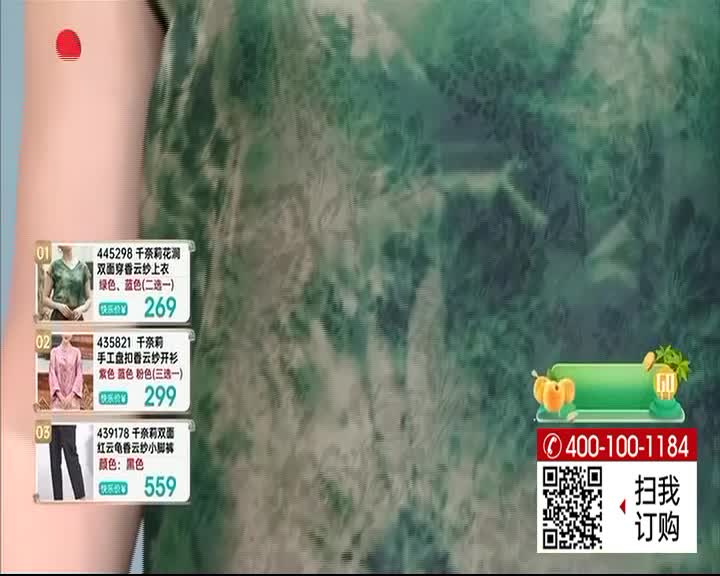 01
445298 千奈莉花涧
双面穿香云纱上衣
绿色、蓝色(二选一)
快乐价¥ 269
02
435821 千奈莉
手工盘扣香云纱开衫
紫色 蓝色 粉色(三选一)
快乐价¥ 299
03
439178 千奈莉双面
红云龟香云纱小脚裤
颜色：黑色
快乐价¥ 559
GO
400-100-1184
扫我
订购